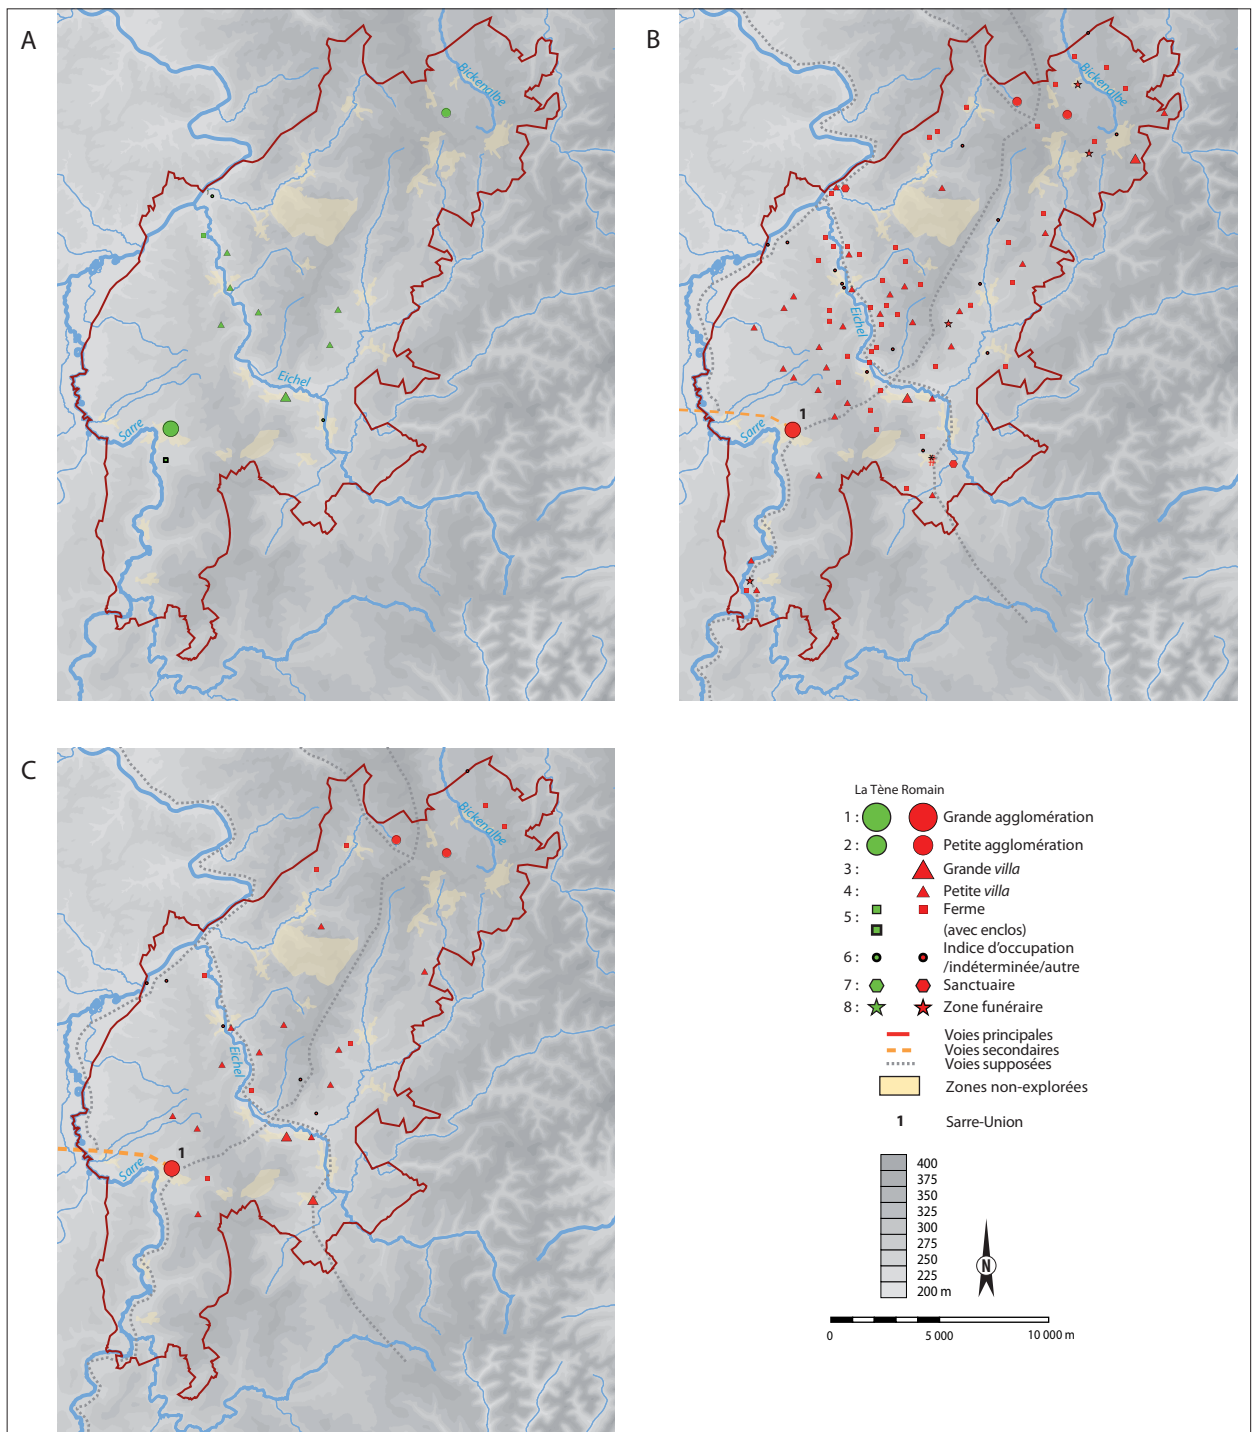 A
Bickenalbe
Eichel
Sarre
B
Bickenalbe
Eichel
1
Sarre
C
Bickenalbe
Eichel
1
Sarre
La Tène Romain
1 : Grande agglomération
2 : Petite agglomération
3 : Grande villa
4 : Petite villa
5 : Ferme
(avec enclos)
6 : Indice d'occupation
/indéterminée/autre
7 : Sanctuaire
8 : Zone funéraire
Voies principales
Voies secondaires
Voies supposées
Zones non-explorées
1 Sarre-Union
400
375
350
325
300
275
250
225
200 m
N
0 5 000 10 000 m